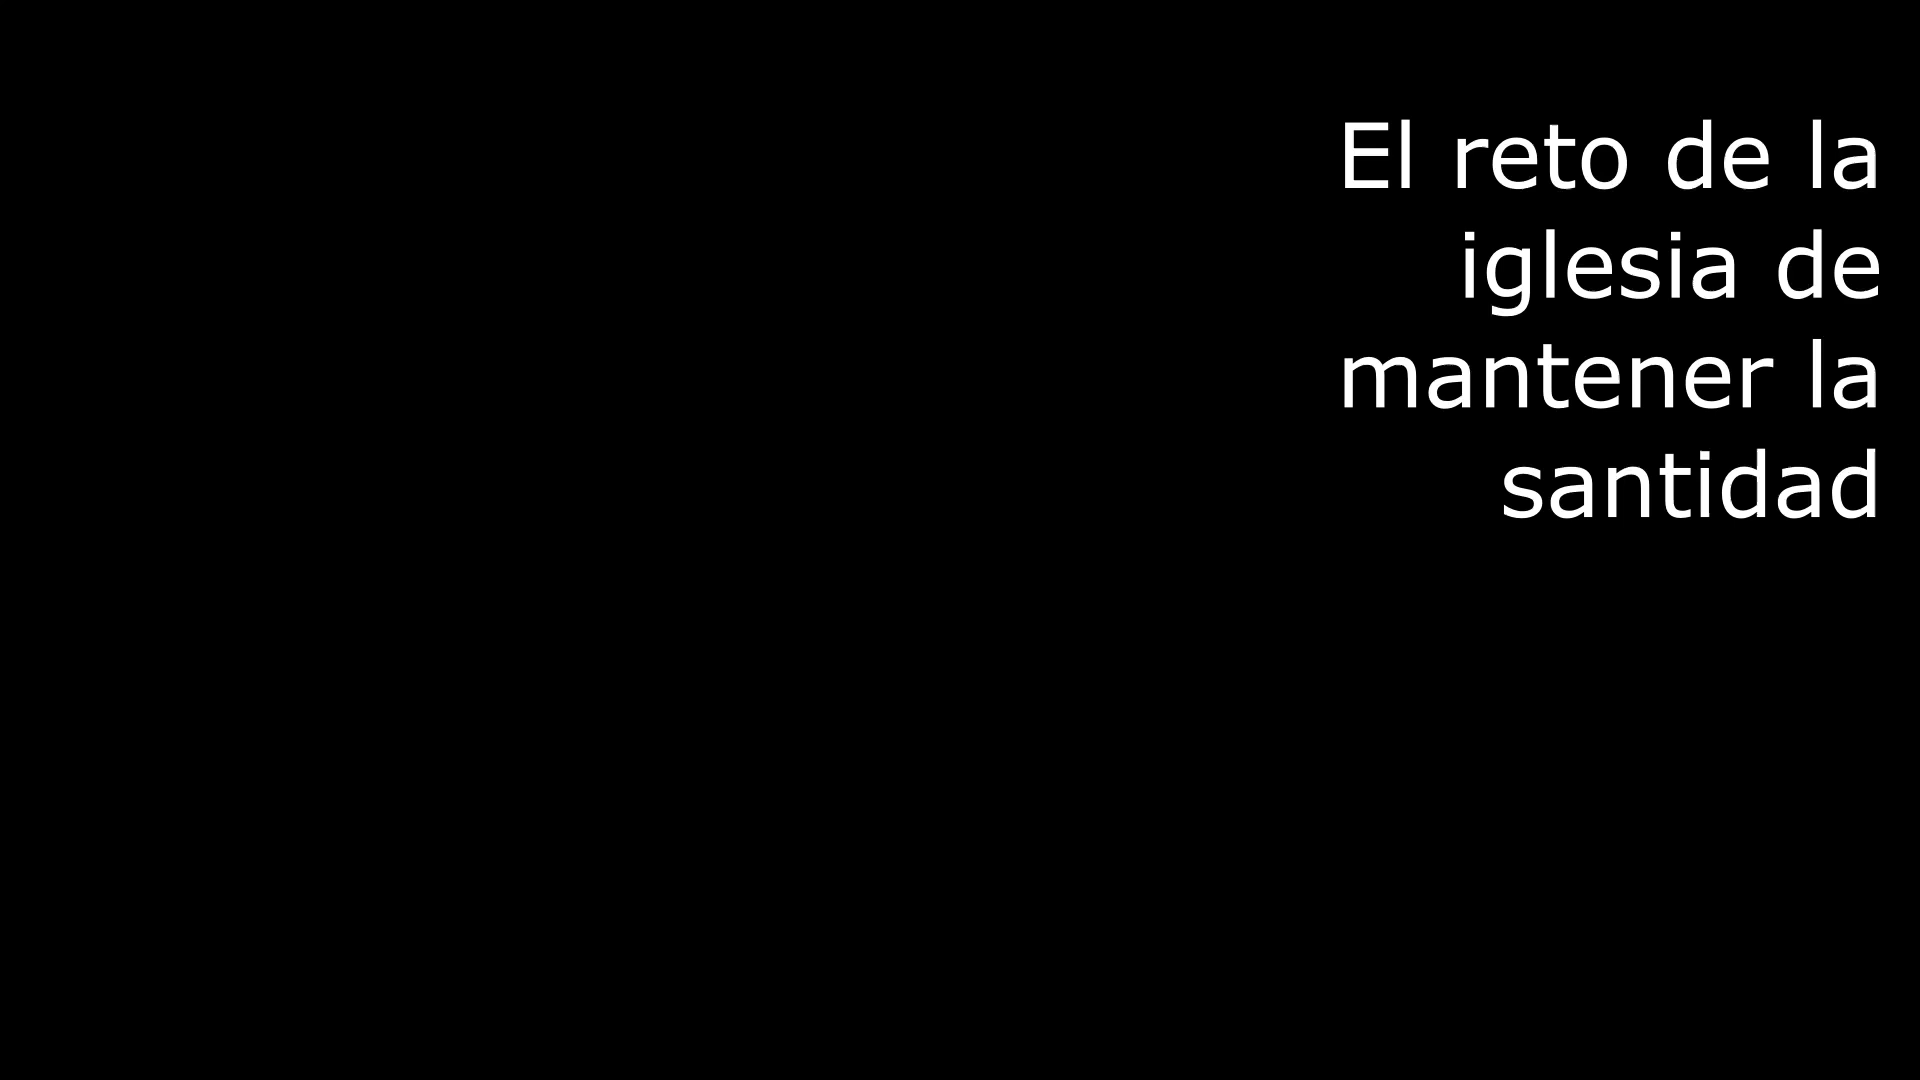 El reto de la
iglesia de
mantener la
santidad